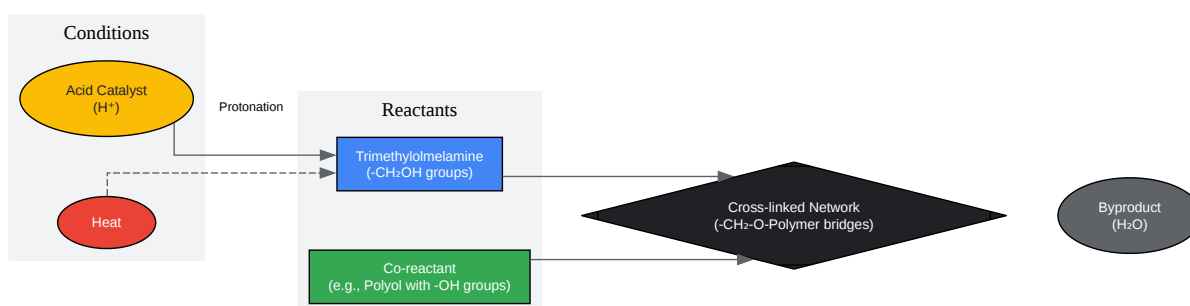 Conditions
Acid Catalyst
(H⁺)
Protonation
Reactants
Trimethylolmelamine
(-CH₂OH groups)
Heat
Cross-linked Network
(-CH₂-O-Polymer bridges)
Byproduct
(H₂O)
Co-reactant
(e.g., Polyol with -OH groups)